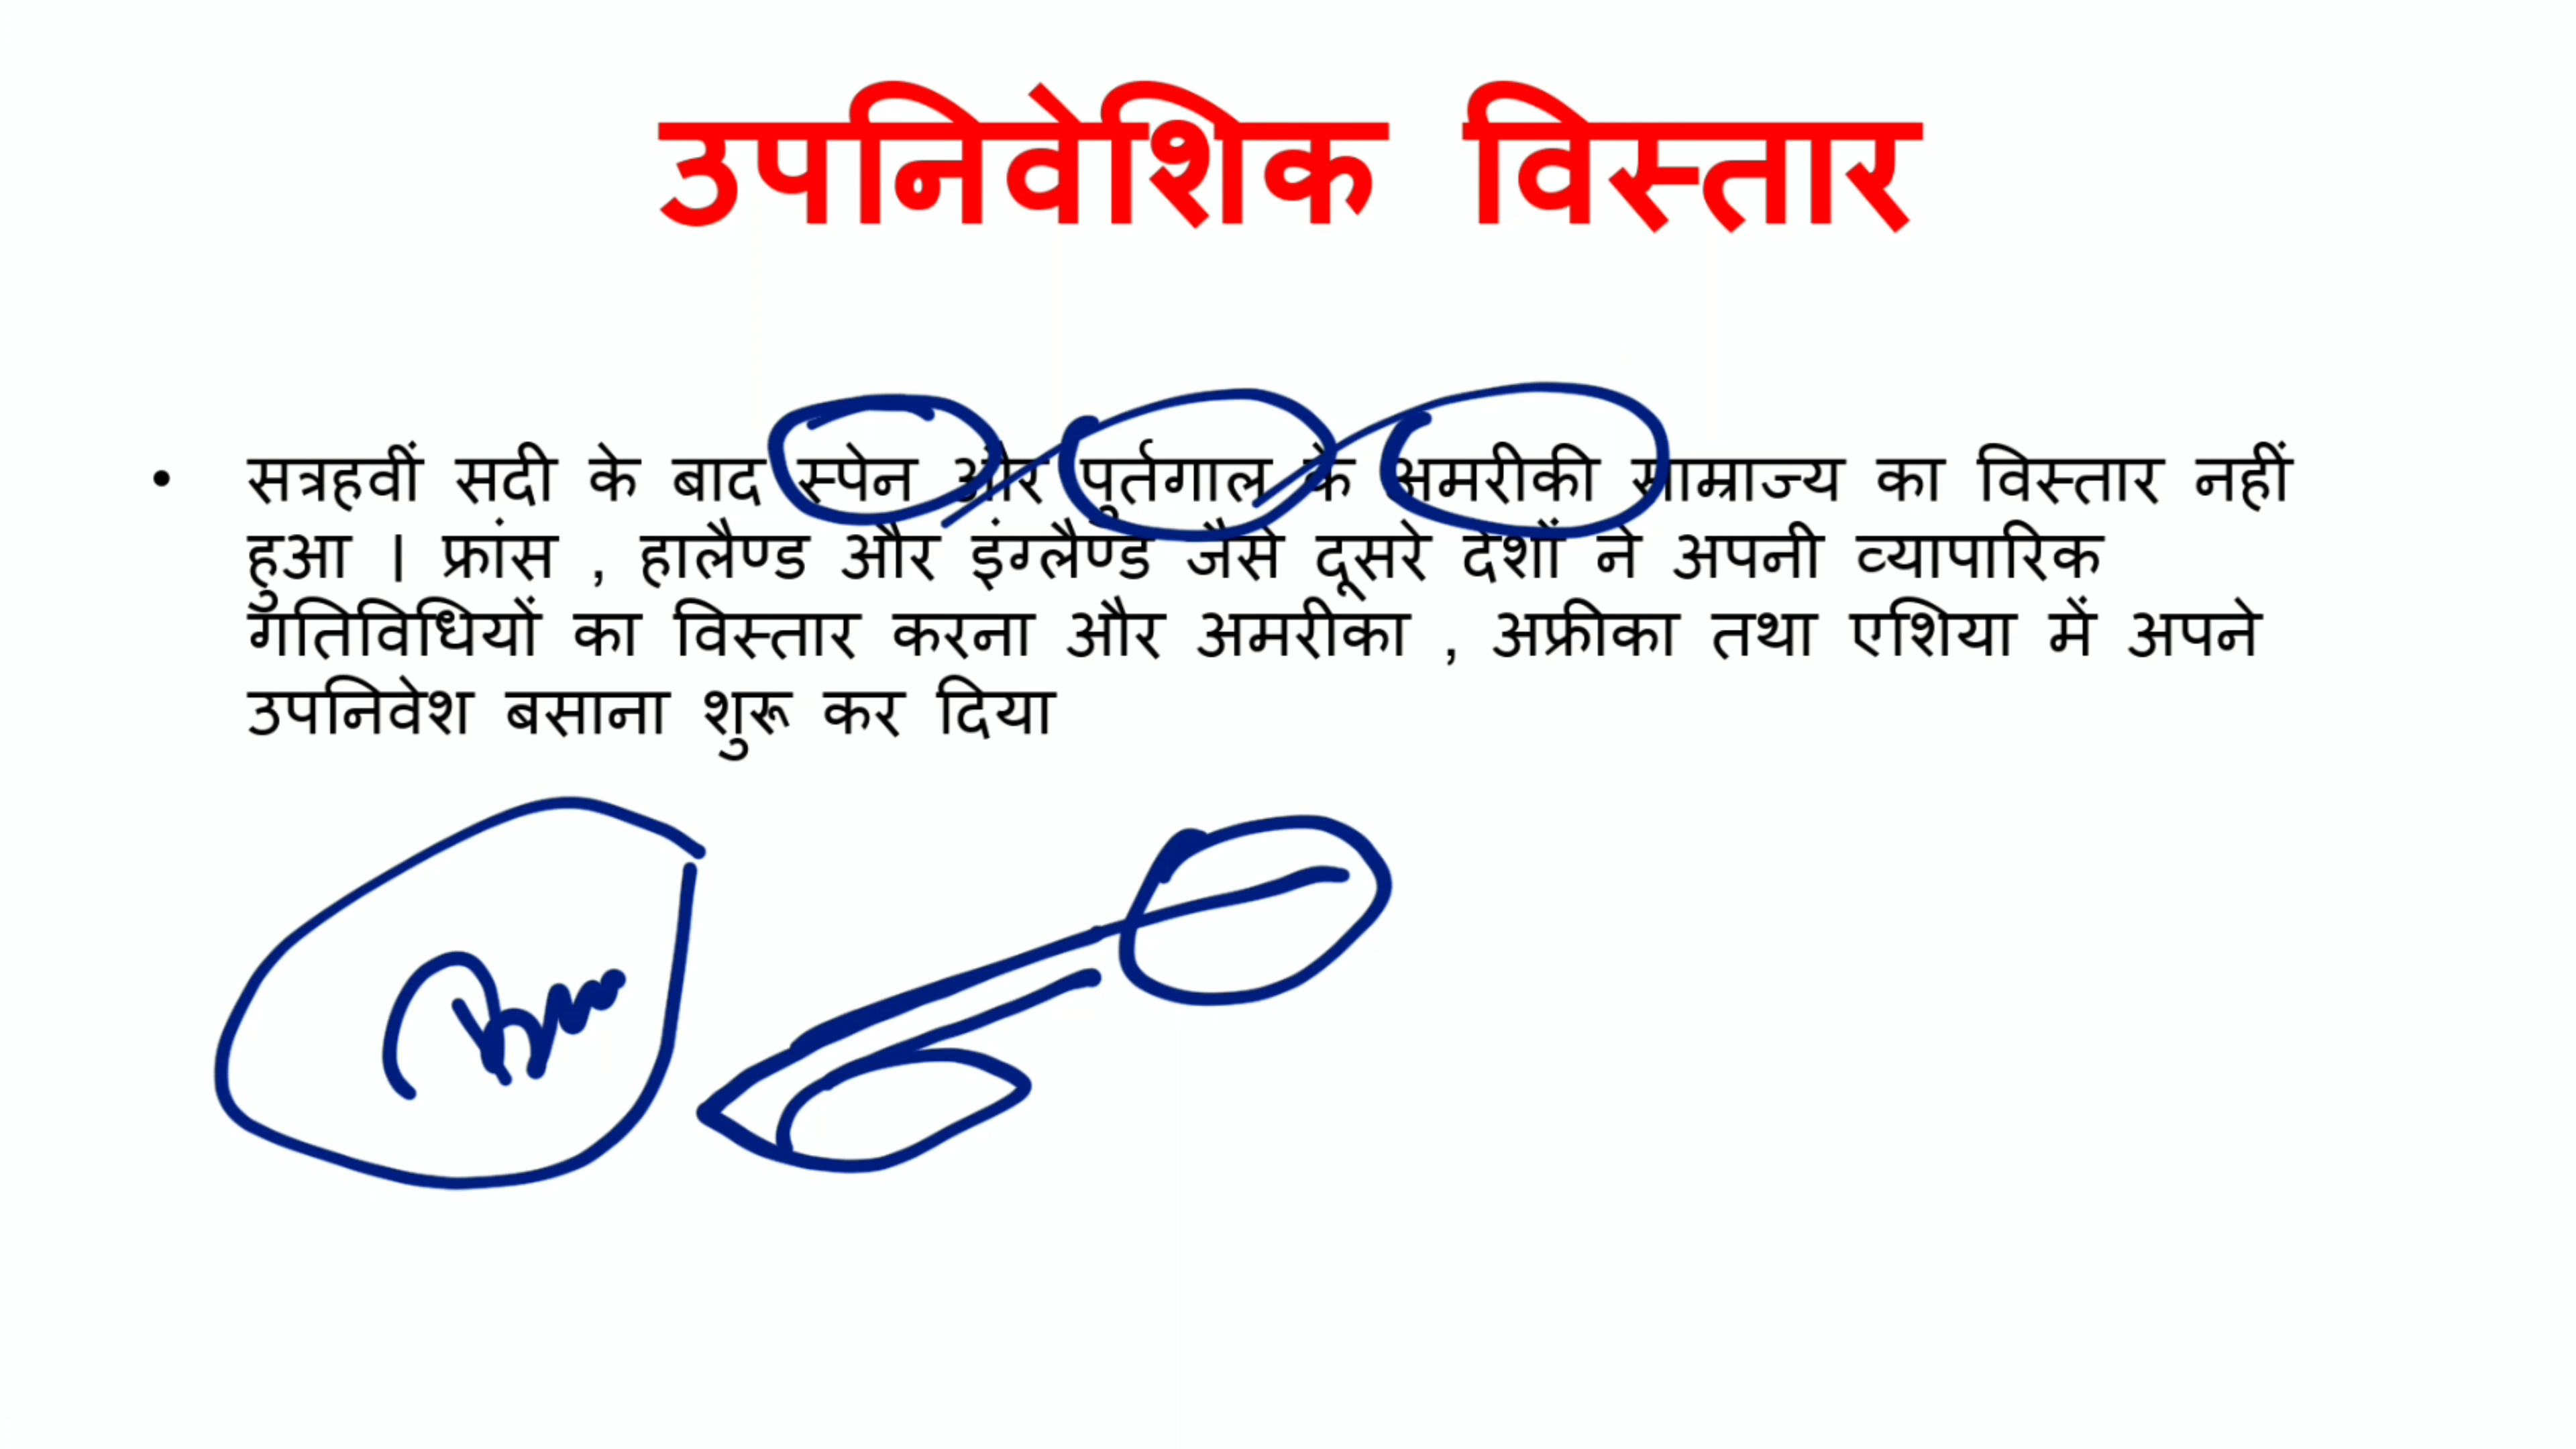 उपनिवेशिक विस्तार
• सत्रहवीं सदी के बाद स्पेन और पुर्तगाल के अमरीकी साम्राज्य का विस्तार नहीं
हुआ । फ्रांस , हालैण्ड और इंग्लैण्ड जैसे दूसरे देशों ने अपनी व्यापारिक
गतिविधियों का विस्तार करना और अमरीका , अफ्रीका तथा एशिया में अपने
उपनिवेश बसाना शुरू कर दिया